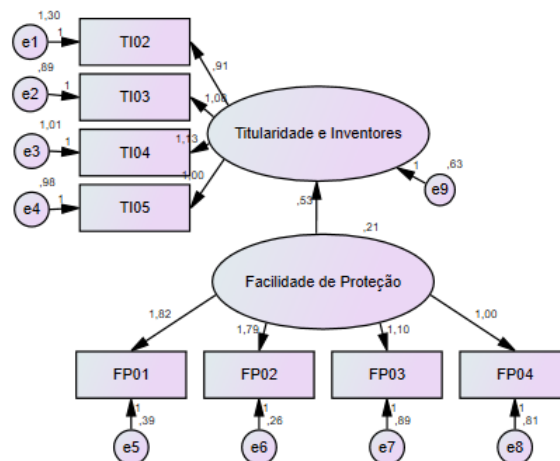 1,30
e1
1
TI02
,91
,89
e2
1
TI03
1,08
1,01
e3
1
TI04
1,13
Titularidade e Inventores
,98
e4
1
TI05
1,00
1
,63
e9
,53
,21
Facilidade de Proteção
1,82
1,79
1,10
1,00
FP01
FP02
FP03
FP04
1
,39
1
,26
1
,89
1
,81
e5
e6
e7
e8